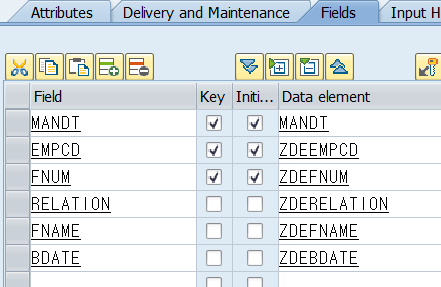 Attributes Delivery and Maintenance Fields Input H
Field Key Initi... Data element
MANDT MANDT
EMPCD ZDEEMPCD
FNUM ZDEFNUM
RELATION ZDERELATION
FNAME ZDEFNAME
BDATE ZDEBDATE